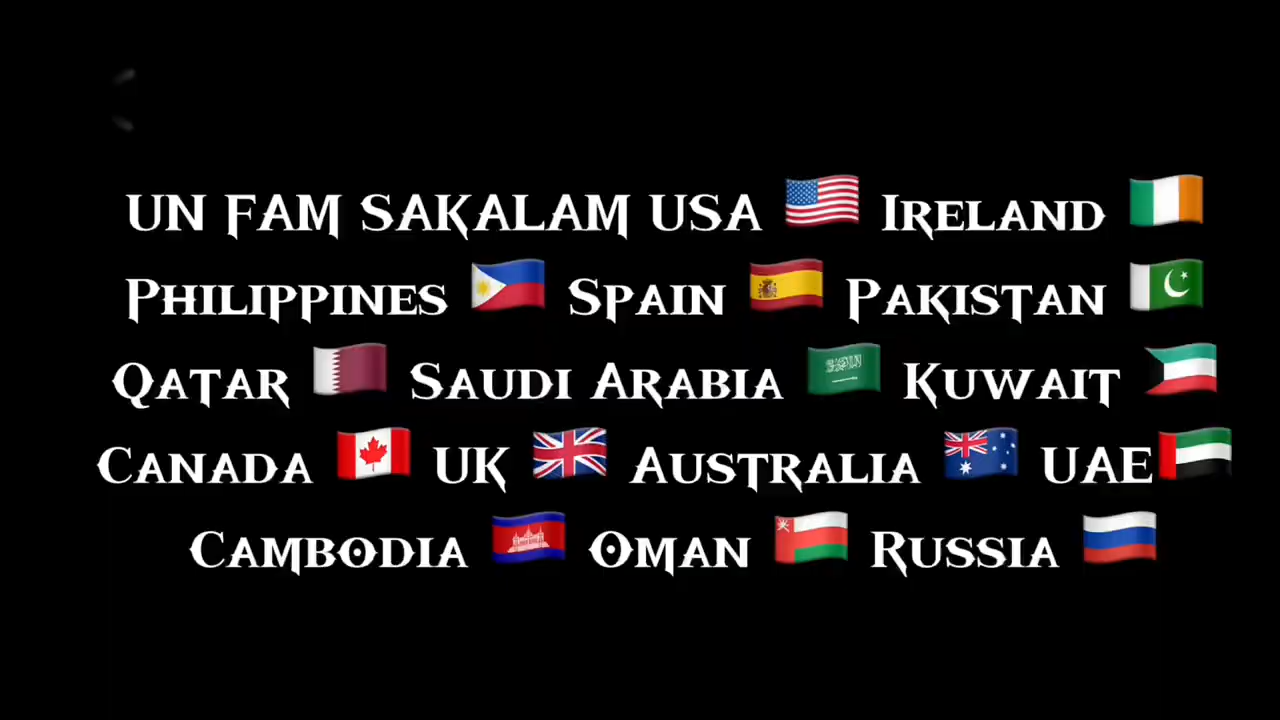 UN FAM SAKALAM USA 🇺🇸 Ireland 🇮🇪
Philippines 🇵🇭 Spain 🇪🇸 Pakistan 🇵🇰
Qatar 🇶🇦 Saudi Arabia 🇸🇦 Kuwait 🇰🇼
Canada 🇨🇦 UK 🇬🇧 Australia 🇦🇺 UAE🇦🇪
Cambodia 🇰🇭 Oman 🇴🇲 Russia 🇷🇺